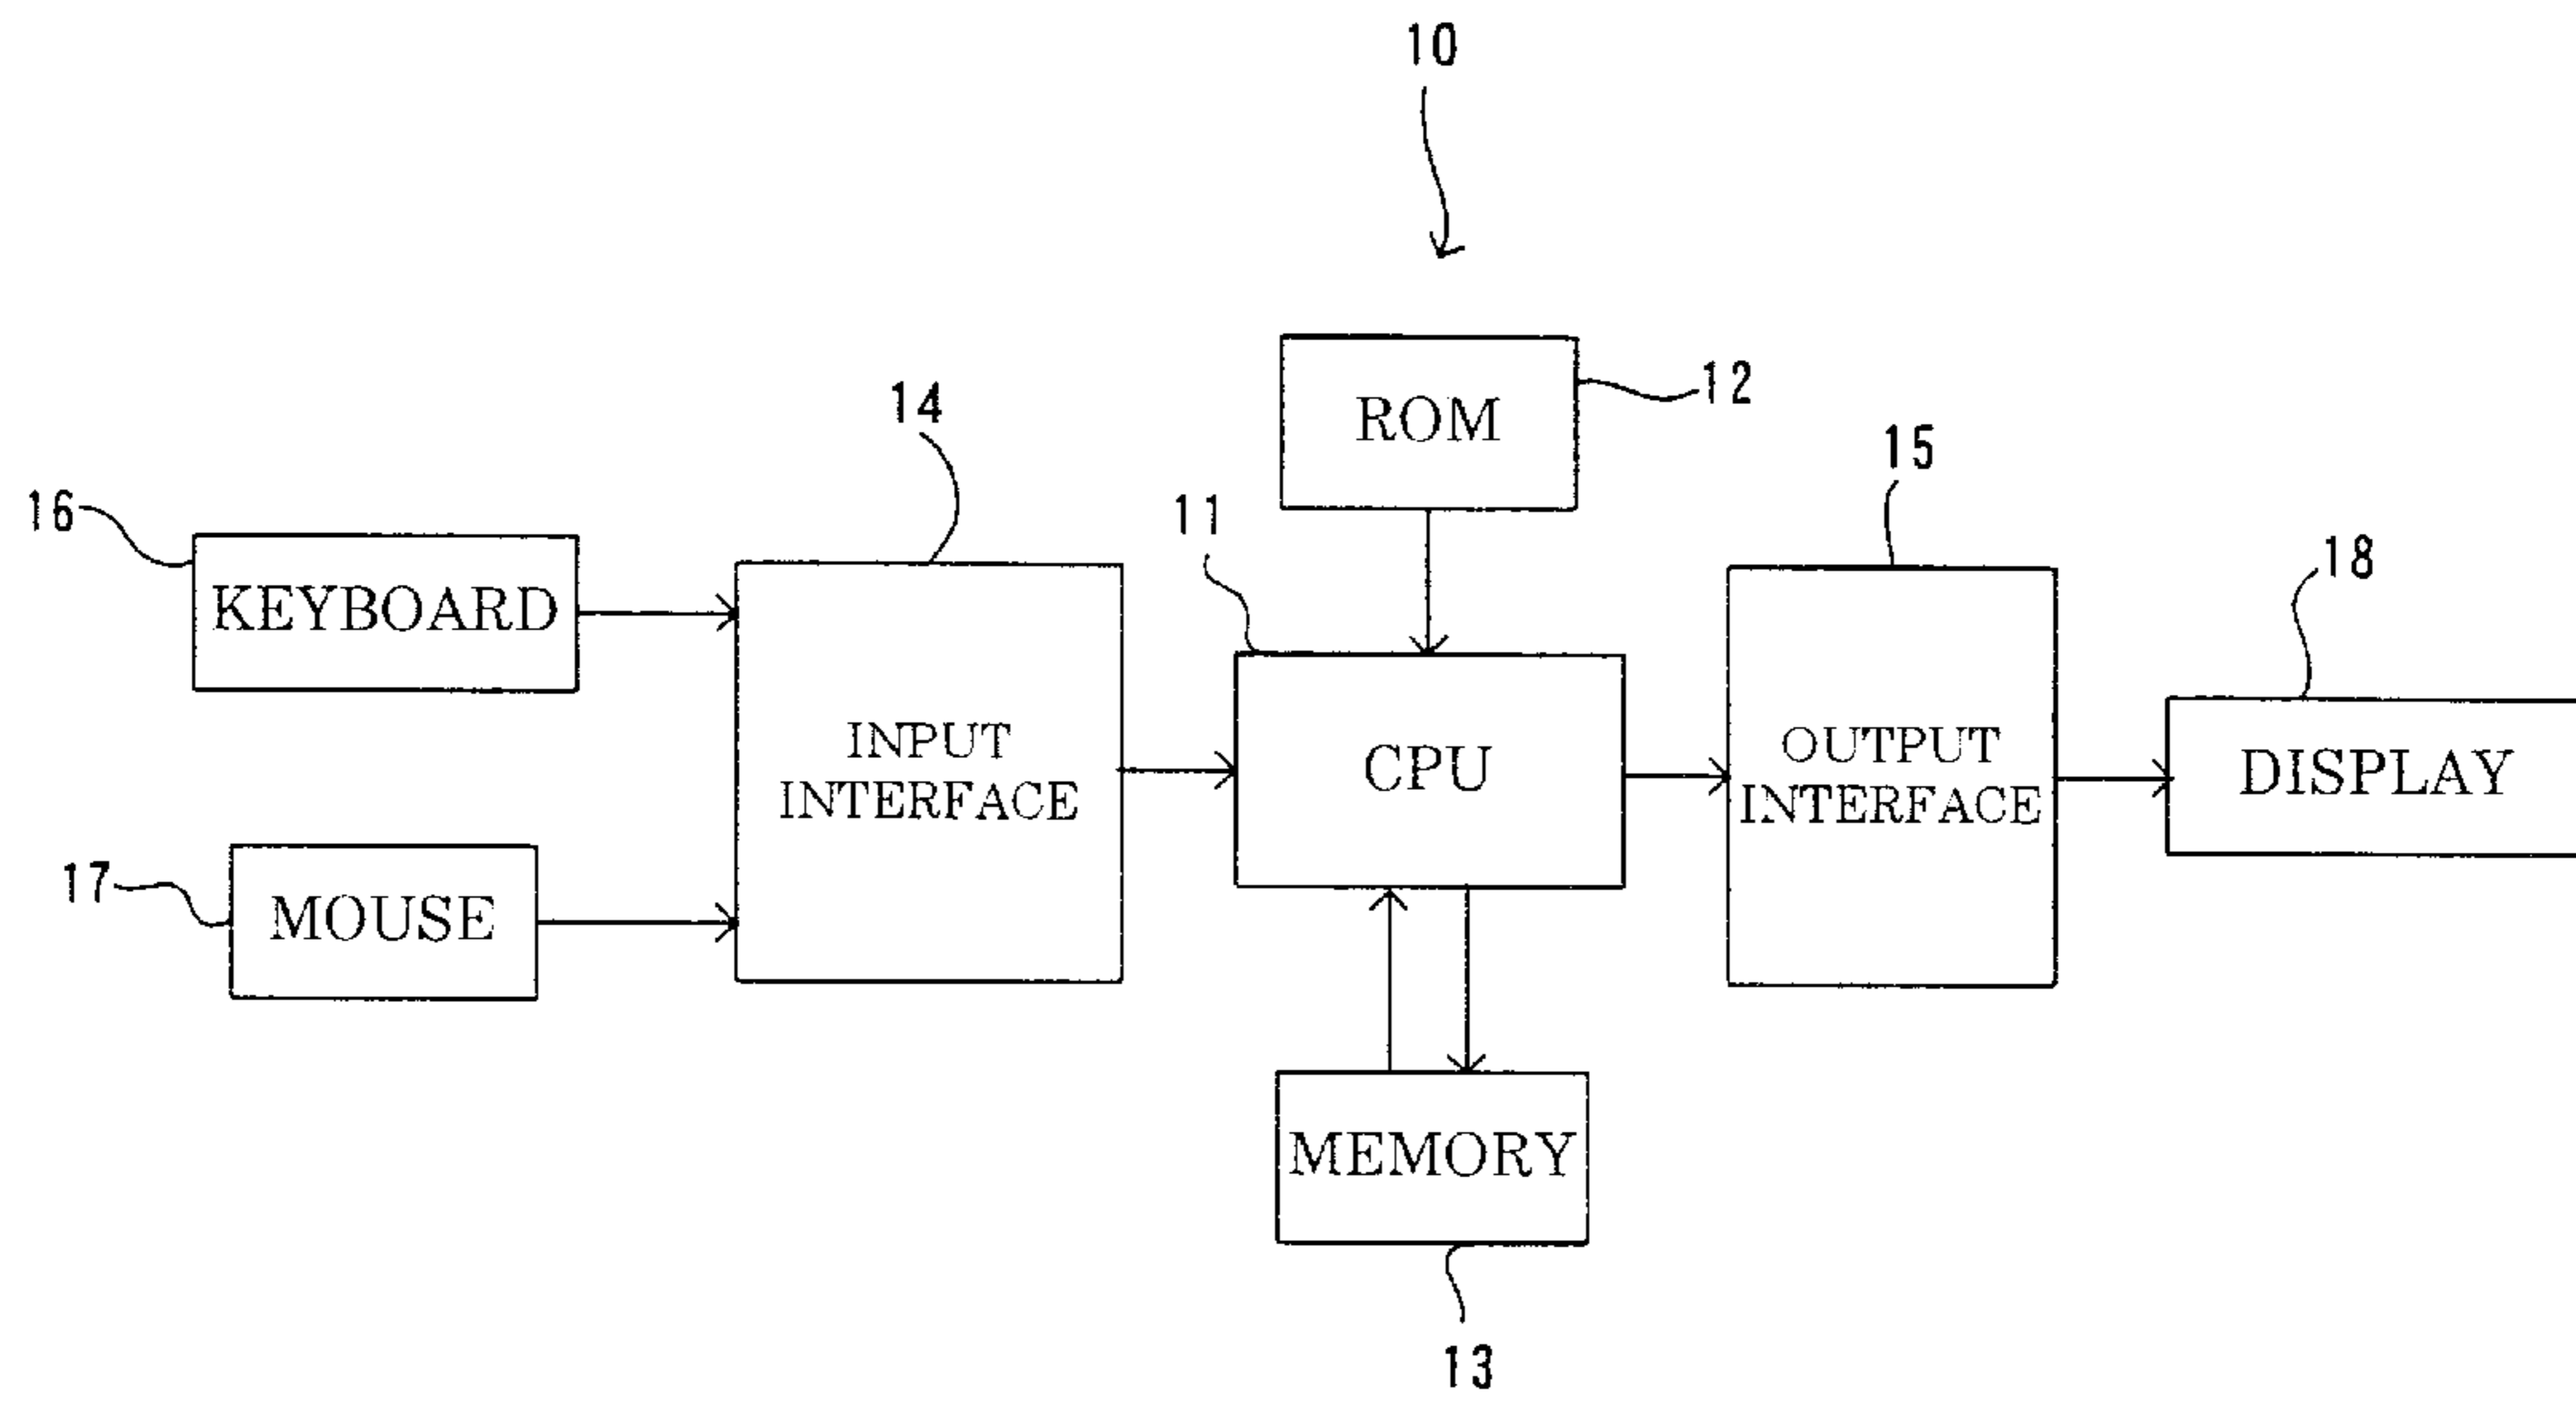 10
ROM
12
14
15
11
16
18
KEYBOARD
INPUT
INTERFACE
CPU
OUTPUT
INTERFACE
DISPLAY
17
MOUSE
MEMORY
13